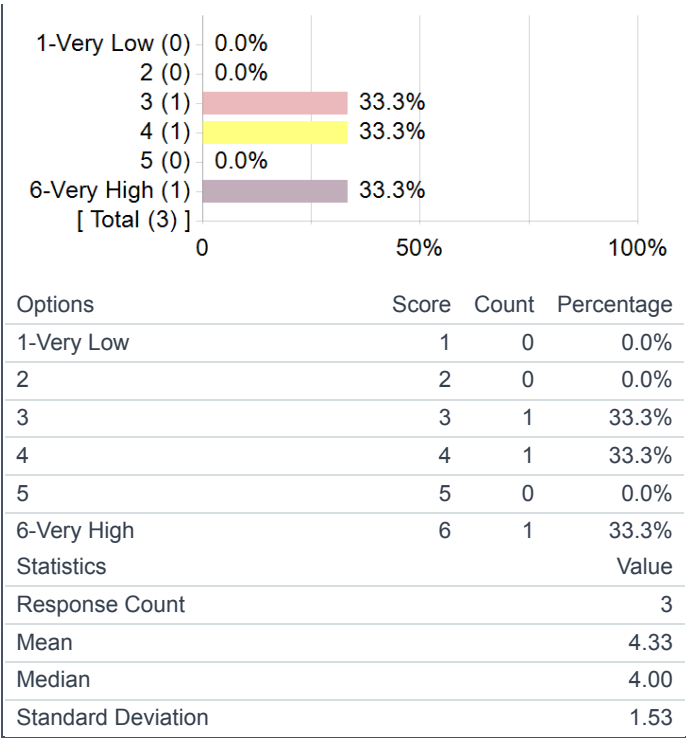 1-Very Low (0) 0.0%
2 (0) 0.0%
3 (1) 33.3%
4 (1) 33.3%
5 (0) 0.0%
6-Very High (1) 33.3%
[ Total (3) ]
0 50% 100%
Options Score Count Percentage
1-Very Low 1 0 0.0%
2 2 0 0.0%
3 3 1 33.3%
4 4 1 33.3%
5 5 0 0.0%
6-Very High 6 1 33.3%
Statistics Value
Response Count 3
Mean 4.33
Median 4.00
Standard Deviation 1.53